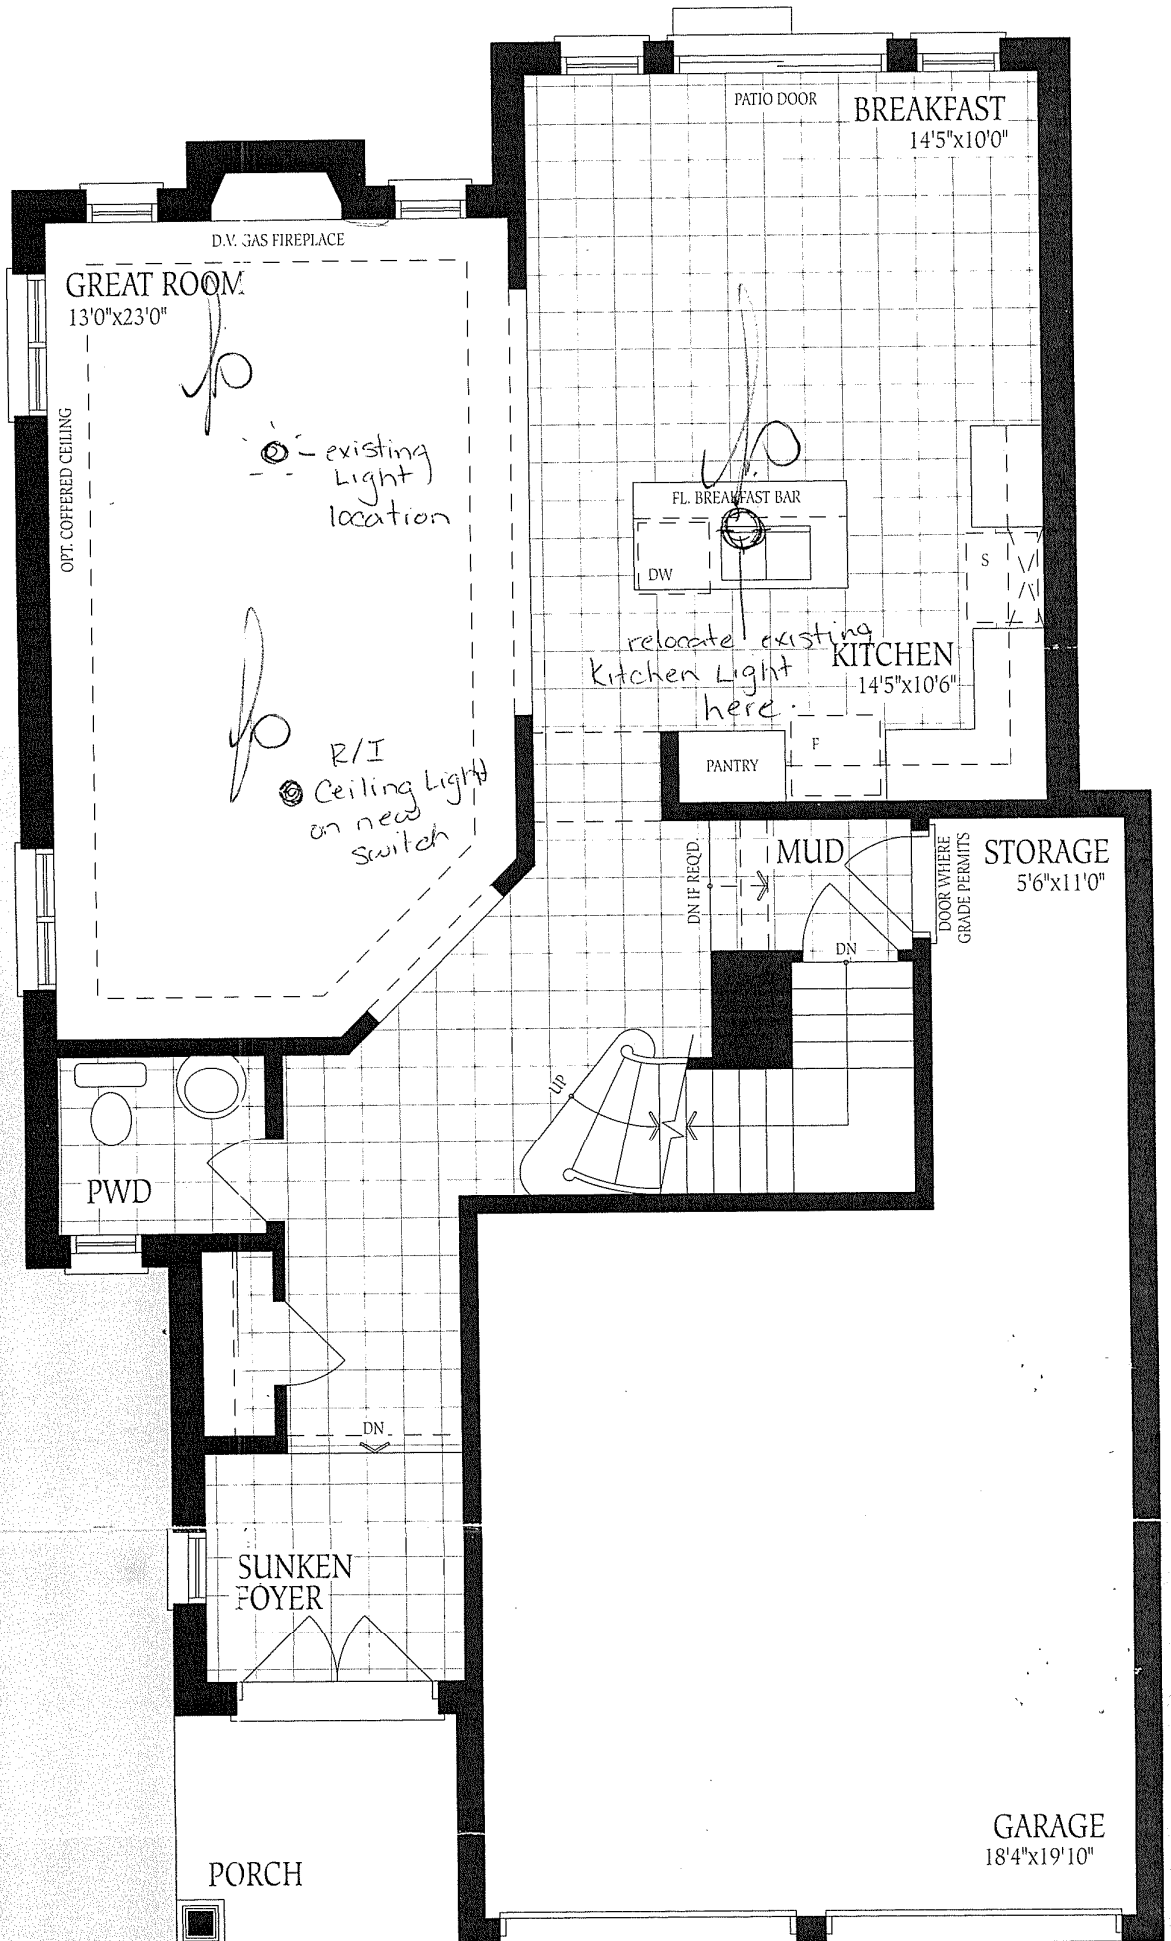 PATIO DOOR
BREAKFAST
14'5"x10'0"
D.V. GAS FIREPLACE
GREAT ROOM
13'0"x23'0"
OPT. COFFERED CEILING
- existing
Light
location
FL. BREAKFAST BAR
DW
S
relocate existing
Kitchen Light
here.
KITCHEN
14'5"x10'6"
R/I
Ceiling Light
on new
switch
PANTRY
F
DN IF REQ'D.
MUD
DOOR WHERE
GRADE PERMITS
STORAGE
5'6"x11'0"
DN
UP
PWD
DN
SUNKEN
FOYER
PORCH
GARAGE
18'4"x19'10"